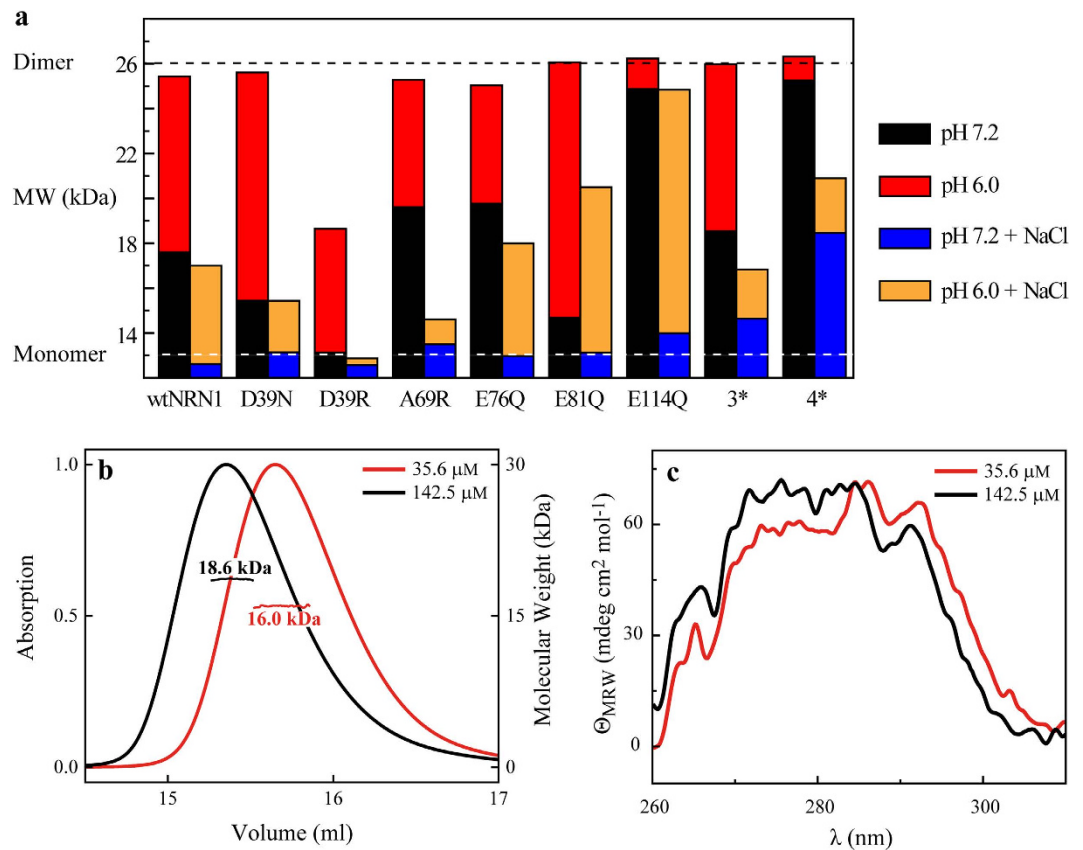 a
Dimer
MW (kDa)
Monomer
26
22
18
14
wtNRN1 D39N D39R A69R E76Q E81Q E114Q 3* 4*
pH 7.2
pH 6.0
pH 7.2 + NaCl
pH 6.0 + NaCl
b
35.6 μM
142.5 μM
18.6 kDa
16.0 kDa
Absorption
1.0
0.5
0.0
Molecular Weight (kDa)
30
15
0
15 16 17
Volume (ml)
c
35.6 μM
142.5 μM
ΘMRW (mdeg cm2 mol-1)
60
30
0
260 280 300
λ (nm)